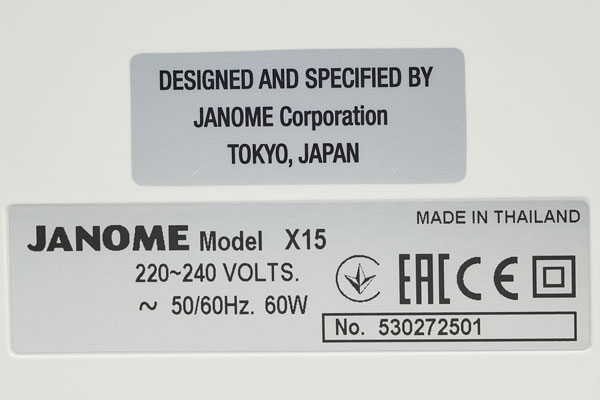 DESIGNED AND SPECIFIED BY
JANOME Corporation
TOKYO, JAPAN
MADE IN THAILAND
JANOME Model X15
220~240 VOLTS.
~ 50/60Hz. 60W
EAC CE
No. 530272501